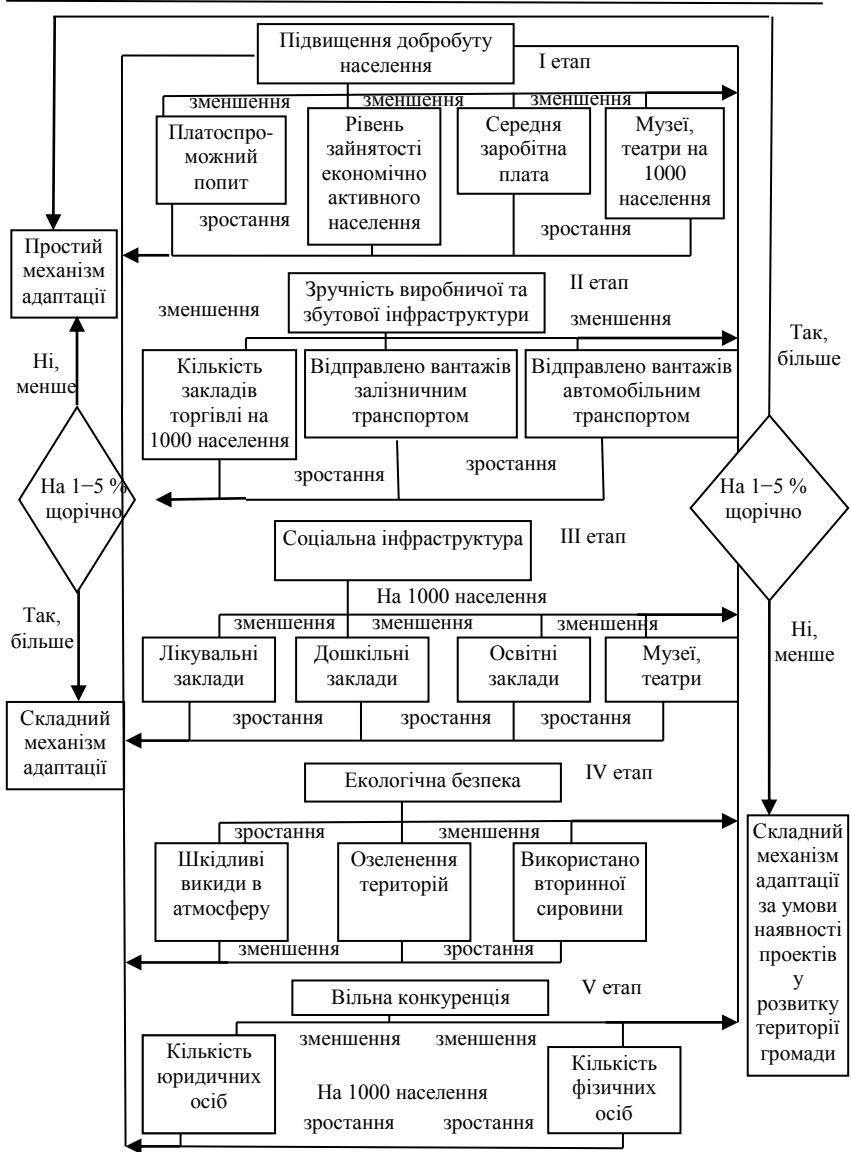 Підвищення добробуту
населення
I етап
зменшення
зменшення
зменшення
Платоспро-
можний
попит
Рівень
зайнятості
економічно
активного
населення
Середня
заробітна
плата
Музеї,
театри на
1000
населення
зростання
зростання
Простий
механізм
адаптації
Зручність виробничої та
збутової інфраструктури
II етап
зменшення
зменшення
Ні,
менше
Так,
більше
Кількість
закладів
торгівлі на
1000 населення
Відправлено вантажів
залізничним
транспортом
Відправлено вантажів
автомобільним
транспортом
зростання
зростання
На 1−5 %
щорічно
На 1−5 %
щорічно
Соціальна інфраструктура
III етап
На 1000 населення
зменшення
зменшення
зменшення
Так,
більше
Ні,
менше
Лікувальні
заклади
Дошкільні
заклади
Освітні
заклади
Музеї,
театри
зростання
зростання
зростання
Складний
механізм
адаптації
Екологічна безпека
IV етап
зростання
зменшення
Шкідливі
викиди в
атмосферу
Озеленення
територій
Використано
вторинної
сировини
зменшення
зростання
Складний
механізм
адаптації
за умови
наявності
проектів
у
розвитку
території
громади
Вільна конкуренція
V етап
зменшення
зменшення
Кількість
юридичних
осіб
Кількість
фізичних
осіб
На 1000 населення
зростання
зростання